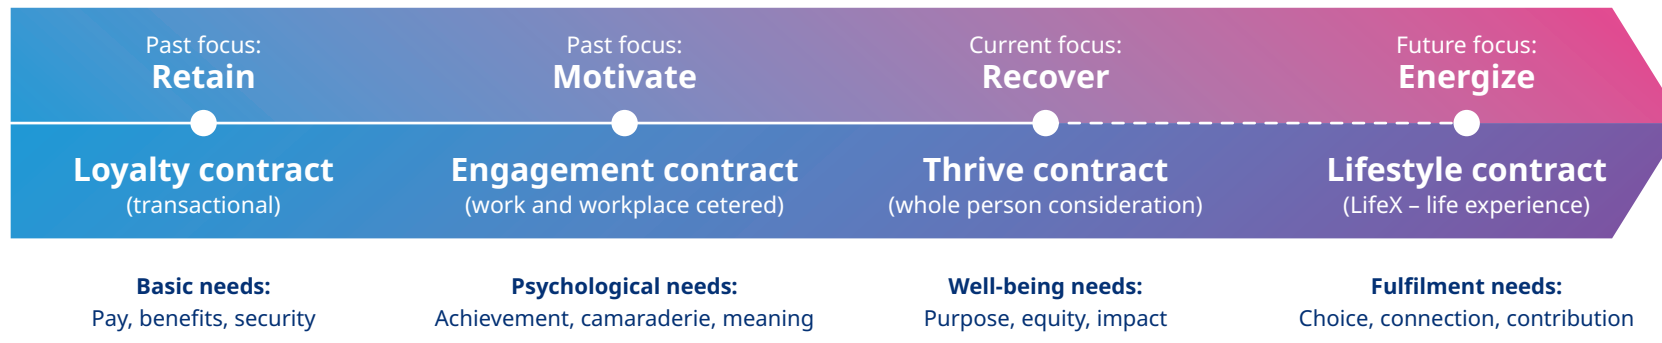 Past focus:
Retain
Past focus:
Motivate
Current focus:
Recover
Future focus:
Energize
Loyalty contract
(transactional)
Engagement contract
(work and workplace cetered)
Thrive contract
(whole person consideration)
Lifestyle contract
(LifeX – life experience)
Basic needs:
Pay, benefits, security
Psychological needs:
Achievement, camaraderie, meaning
Well-being needs:
Purpose, equity, impact
Fulfilment needs:
Choice, connection, contribution